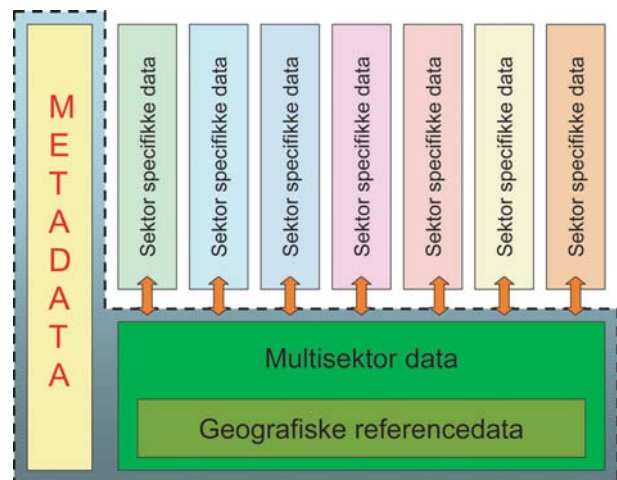 METADATA
Sektor specifikke data
Sektor specifikke data
Sektor specifikke data
Sektor specifikke data
Sektor specifikke data
Sektor specifikke data
Sektor specifikke data
Multisektor data
Geografiske referencedata